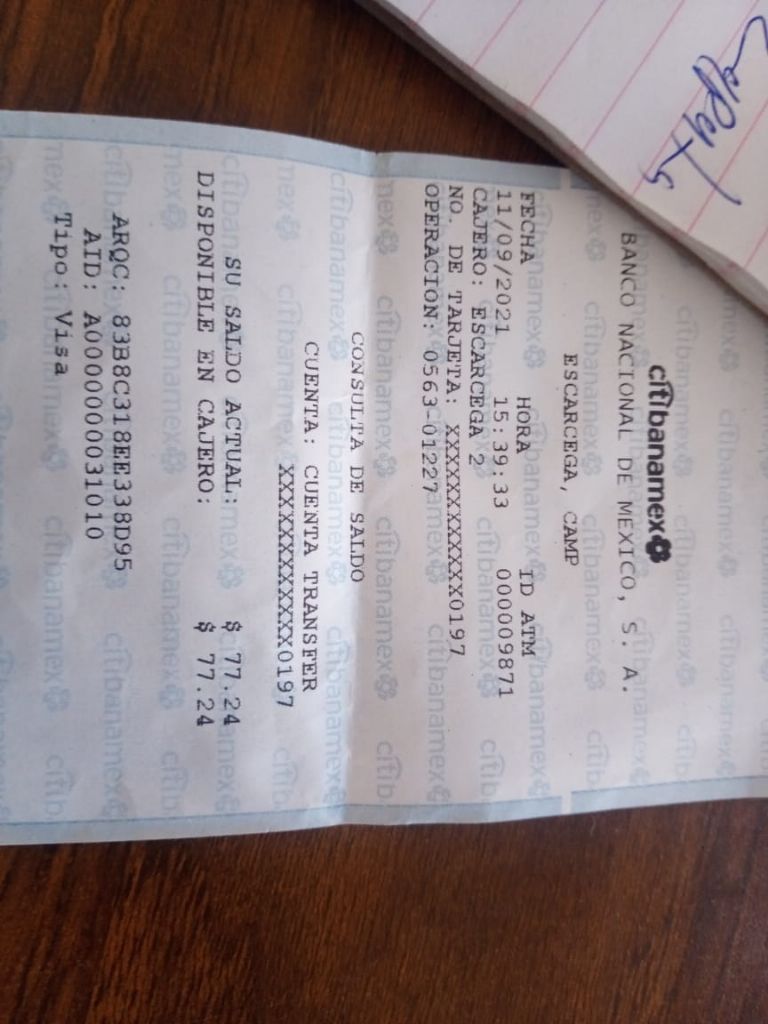 citibanamex
BANCO NACIONAL DE MEXICO, S. A.
ESCARCEGA, CAMP
FECHA HORA ID ATM
11/09/2021 15:39:33 000009871
CAJERO: ESCARCEGA 2
NO. DE TARJETA: XXXXXXXXXXXX0197
OPERACION: 0563-01227
CONSULTA DE SALDO
CUENTA: CUENTA TRANSFER
XXXXXXXXXXXX0197
SU SALDO ACTUAL: $ 77.24
DISPONIBLE EN CAJERO: $ 77.24
ARQC: 83B8C318EE338D95
AID: A0000000031010
Tipo: Visa